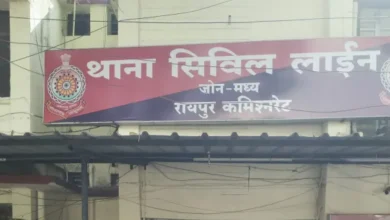 थाना सिविल लाईन
जोन-मध्य
रायपुर कमिश्नरेट